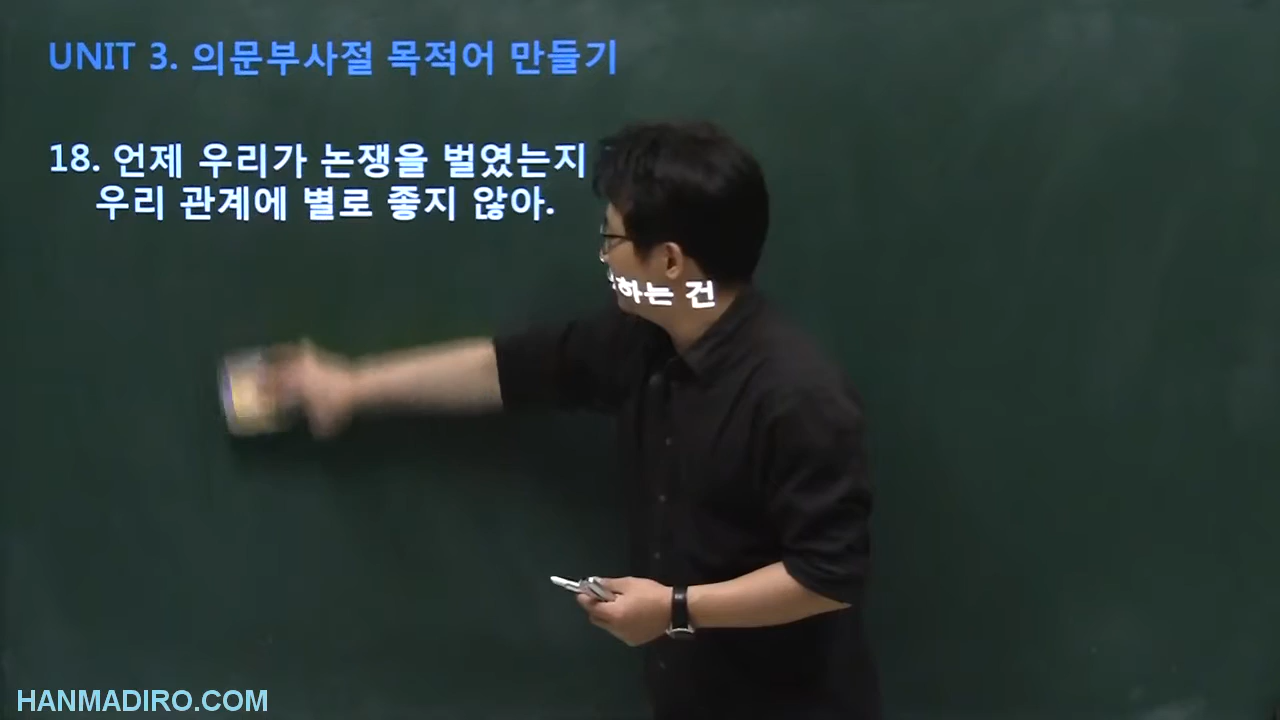 UNIT 3. 의문부사절 목적어 만들기
18. 언제 우리가 논쟁을 벌였는지
하는 건
우리 관계에 별로 좋지 않아.
HANMADIRO.COM